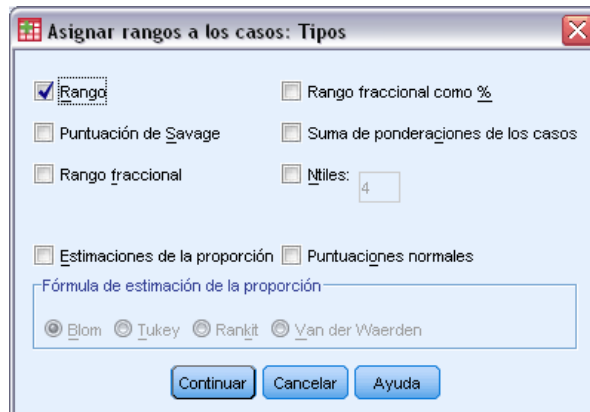 Asignar rangos a los casos: Tipos
Rango
Rango fraccional como %
Puntuación de Savage
Suma de ponderaciones de los casos
Rango fraccional
Ntiles: 4
Estimaciones de la proporción
Puntuaciones normales
Fórmula de estimación de la proporción
Blom Tukey Rankit Van der Waerden
Continuar Cancelar Ayuda